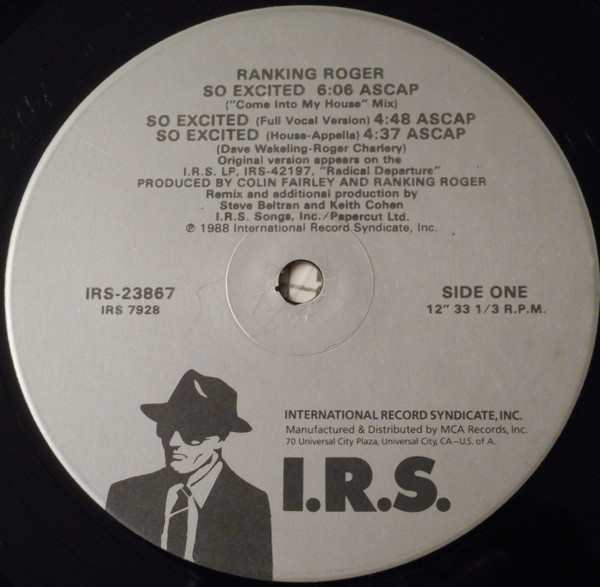 RANKING ROGER
SO EXCITED 6:06 ASCAP
("Come Into My House" Mix)
SO EXCITED (Full Vocal Version) 4:48 ASCAP
SO EXCITED (House-Appella) 4:37 ASCAP
(Dave Wakeling-Roger Charlery)
Original version appears on the
I.R.S. LP, IRS-42197, "Radical Departure"
PRODUCED BY COLIN FAIRLEY AND RANKING ROGER
Remix and additional production by
Steve Beltran and Keith Cohen
I.R.S. Songs, Inc./Papercut Ltd.
℗ 1988 International Record Syndicate, Inc.
IRS-23867
IRS 7928
SIDE ONE
12" 33 1/3 R.P.M.
INTERNATIONAL RECORD SYNDICATE, INC.
Manufactured & Distributed by MCA Records, Inc.
70 Universal City Plaza, Universal City, CA–U.S. of A.
I.R.S.